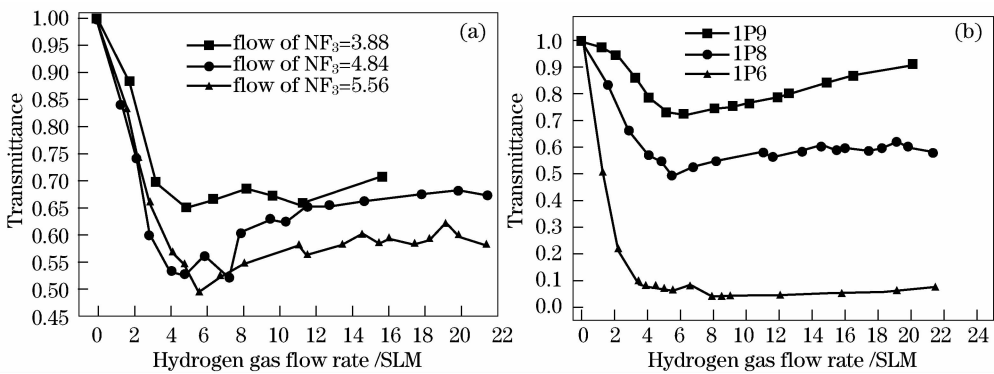 1.00
0.95
0.90
0.85
0.80
0.75
0.70
0.65
0.60
0.55
0.50
0.45
Transmittance
(a)
flow of NF₃=3.88
flow of NF₃=4.84
flow of NF₃=5.56
0 2 4 6 8 10 12 14 16 18 20 22
Hydrogen gas flow rate /SLM
1.0
0.9
0.8
0.7
0.6
0.5
0.4
0.3
0.2
0.1
0.0
Transmittance
(b)
1P9
1P8
1P6
0 2 4 6 8 10 12 14 16 18 20 22 24
Hydrogen gas flow rate /SLM